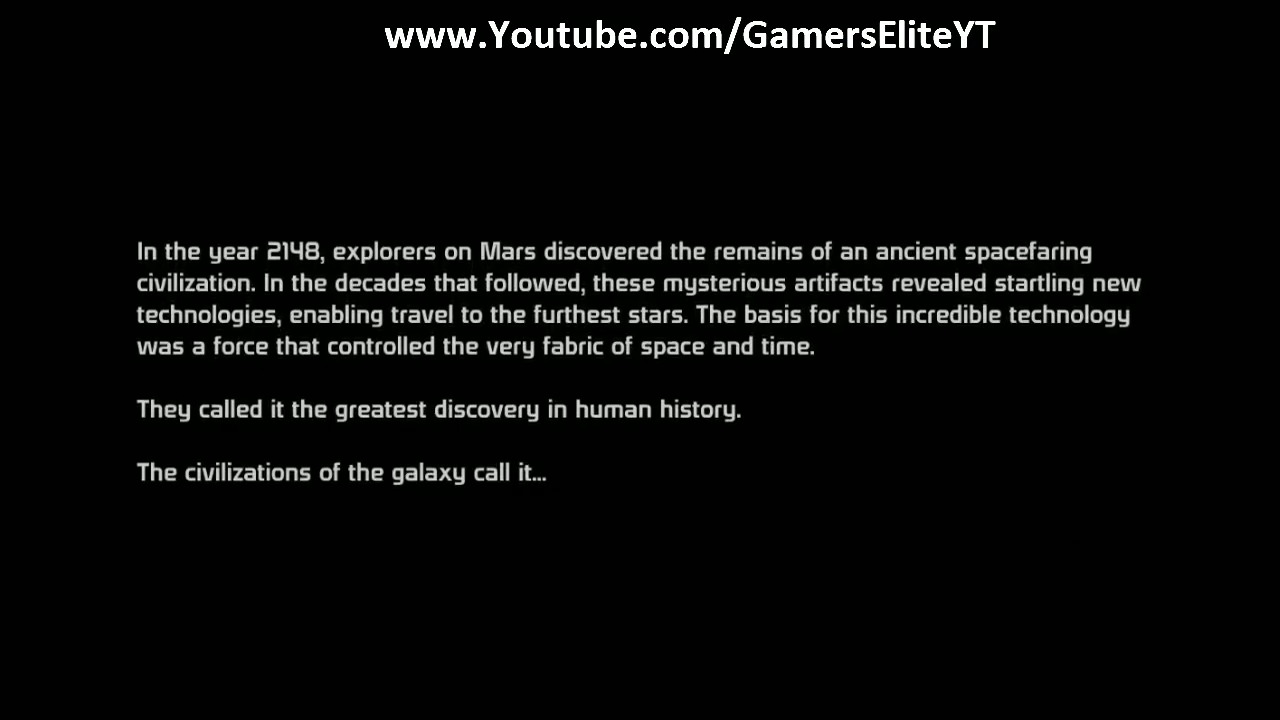 www.Youtube.com/GamersEliteYT
In the year 2148, explorers on Mars discovered the remains of an ancient spacefaring
civilization. In the decades that followed, these mysterious artifacts revealed startling new
technologies, enabling travel to the furthest stars. The basis for this incredible technology
was a force that controlled the very fabric of space and time.
They called it the greatest discovery in human history.
The civilizations of the galaxy call it...